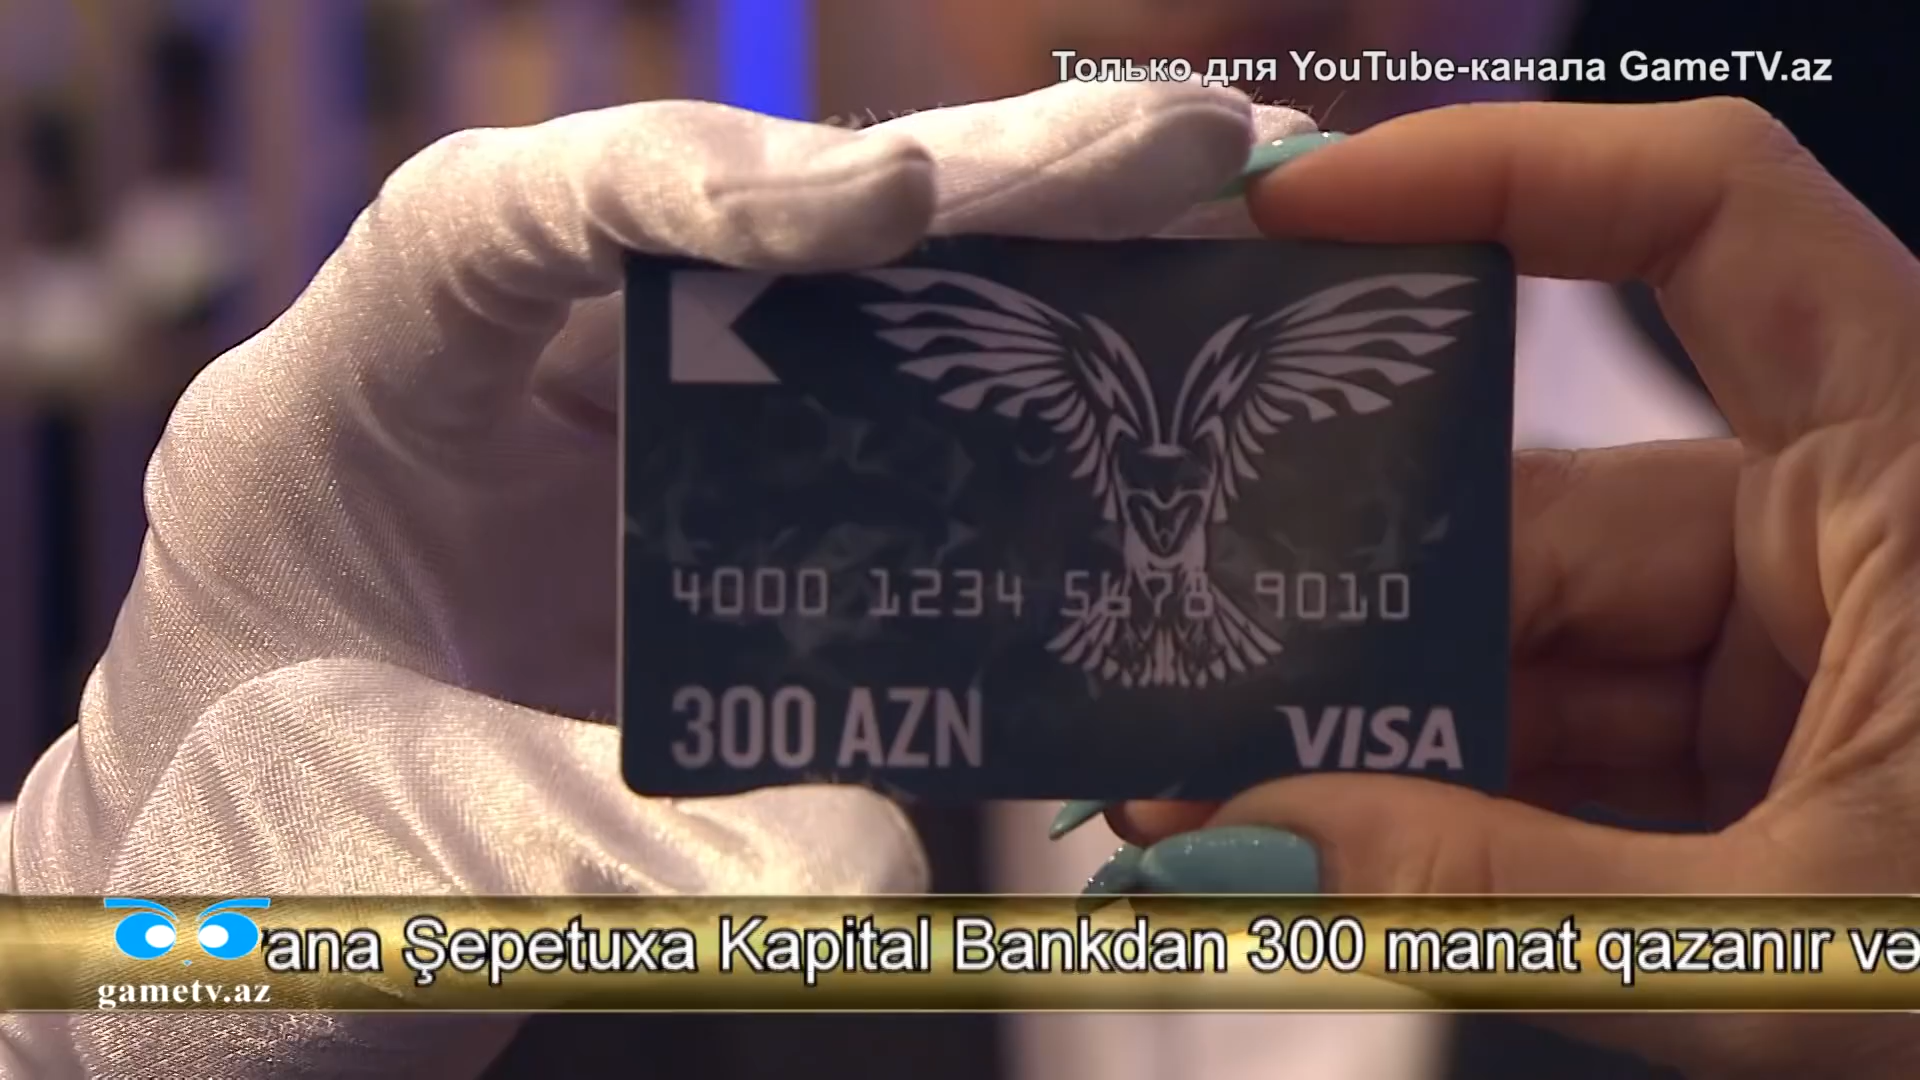 Только для YouTube-канала GameTV.az
4000 1234 5678 9010
300 AZN
VISA
ana Şepetuxa Kapital Bankdan 300 manat qazanır və
gametv.az